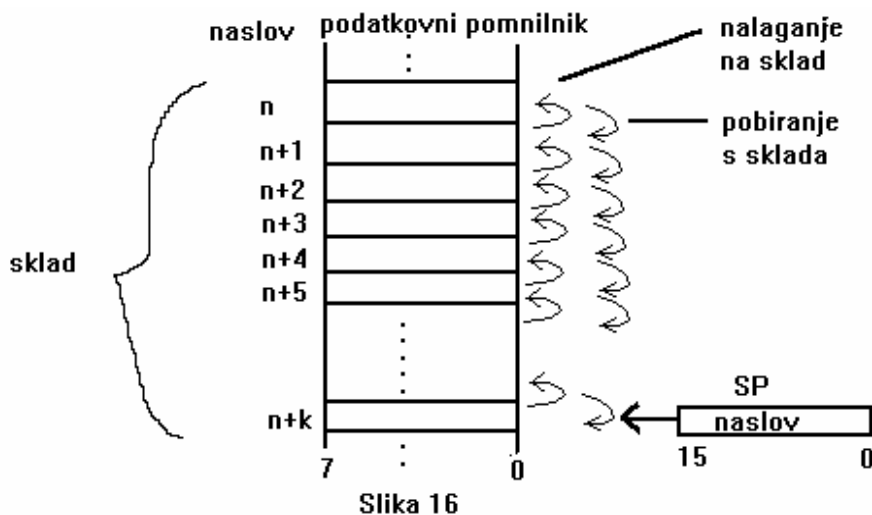 naslov
podatkovni pomnilnik
nalaganje
na sklad
n
pobiranje
s sklada
n+1
n+2
n+3
sklad
n+4
n+5
SP
n+k
naslov
7
0
15
0
Slika 16